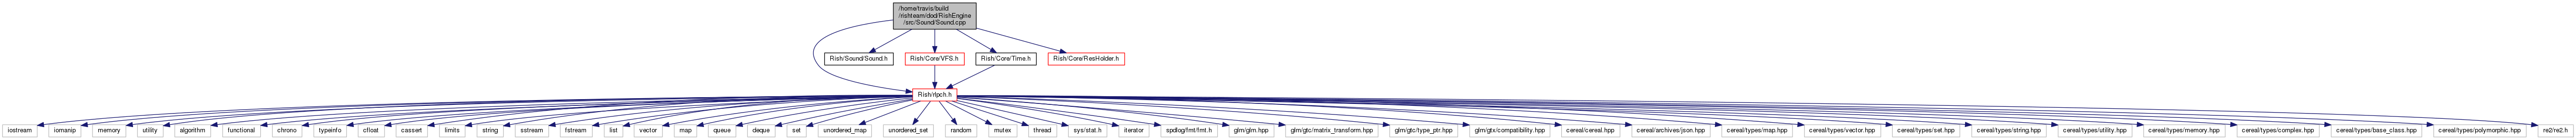 /home/travis/build
/rishteam/dod/RishEngine
/src/Sound/Sound.cpp
Rish/Sound/Sound.h
Rish/Core/VFS.h
Rish/Core/Time.h
Rish/Core/ResHolder.h
Rish/rlpch.h
iostream
iomanip
memory
utility
algorithm
functional
chrono
typeinfo
cfloat
cassert
limits
string
sstream
fstream
list
vector
map
queue
deque
set
unordered_map
unordered_set
random
mutex
thread
sys/stat.h
iterator
spdlog/fmt/fmt.h
glm/glm.hpp
glm/gtc/matrix_transform.hpp
glm/gtc/type_ptr.hpp
glm/gtx/compatibility.hpp
cereal/cereal.hpp
cereal/archives/json.hpp
cereal/types/map.hpp
cereal/types/vector.hpp
cereal/types/set.hpp
cereal/types/string.hpp
cereal/types/utility.hpp
cereal/types/memory.hpp
cereal/types/complex.hpp
cereal/types/base_class.hpp
cereal/types/polymorphic.hpp
re2/re2.h